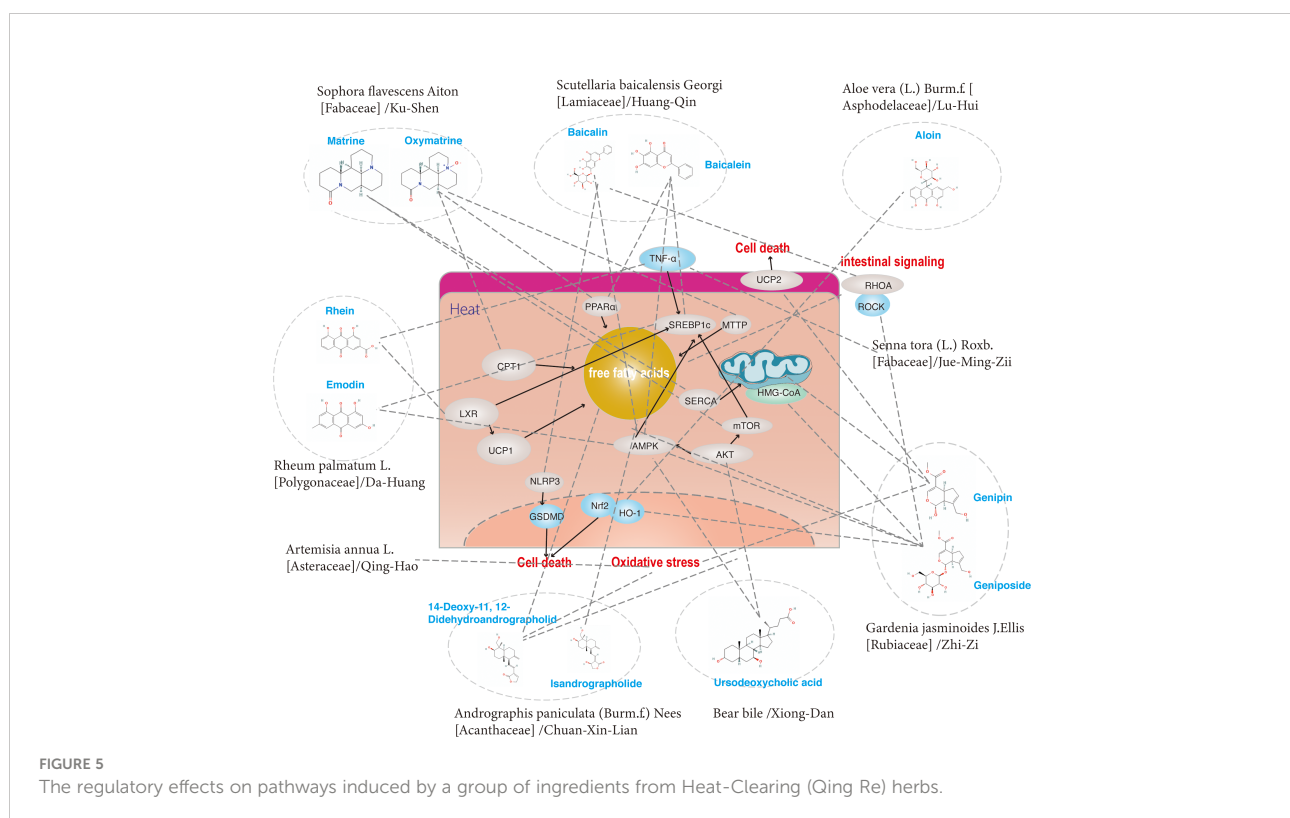 Sophora flavescens Aiton
[Fabaceae] /Ku-Shen
Matrine
Oxymatrine
Scutellaria baicalensis Georgi
[Lamiaceae]/Huang-Qin
Baicalin
Baicalein
Aloe vera (L.) Burm.f. [
Asphodelaceae]/Lu-Hui
Aloin
Cell death
TNF-α
UCP2
intestinal signaling
RHOA
ROCK
Heat
PPARα
SREBP1c
MTTP
Rhein
Emodin
Senna tora (L.) Roxb.
[Fabaceae]/Jue-Ming-Zii
CPT1
free fatty acids
HMG-CoA
SERCA
LXR
mTOR
UCP1
AMPK
AKT
Rheum palmatum L.
[Polygonaceae]/Da-Huang
NLRP3
GSDMD
Nrf2
HO-1
Genipin
Geniposide
Artemisia annua L.
[Asteraceae]/Qing-Hao
Cell death
Oxidative stress
14-Deoxy-11, 12-
Didehydroandrographolid
Isandrographolide
Ursodeoxycholic acid
Gardenia jasminoides J.Ellis
[Rubiaceae] /Zhi-Zi
Andrographis paniculata (Burm.f.) Nees
[Acanthaceae] /Chuan-Xin-Lian
Bear bile /Xiong-Dan
FIGURE 5
The regulatory effects on pathways induced by a group of ingredients from Heat-Clearing (Qing Re) herbs.